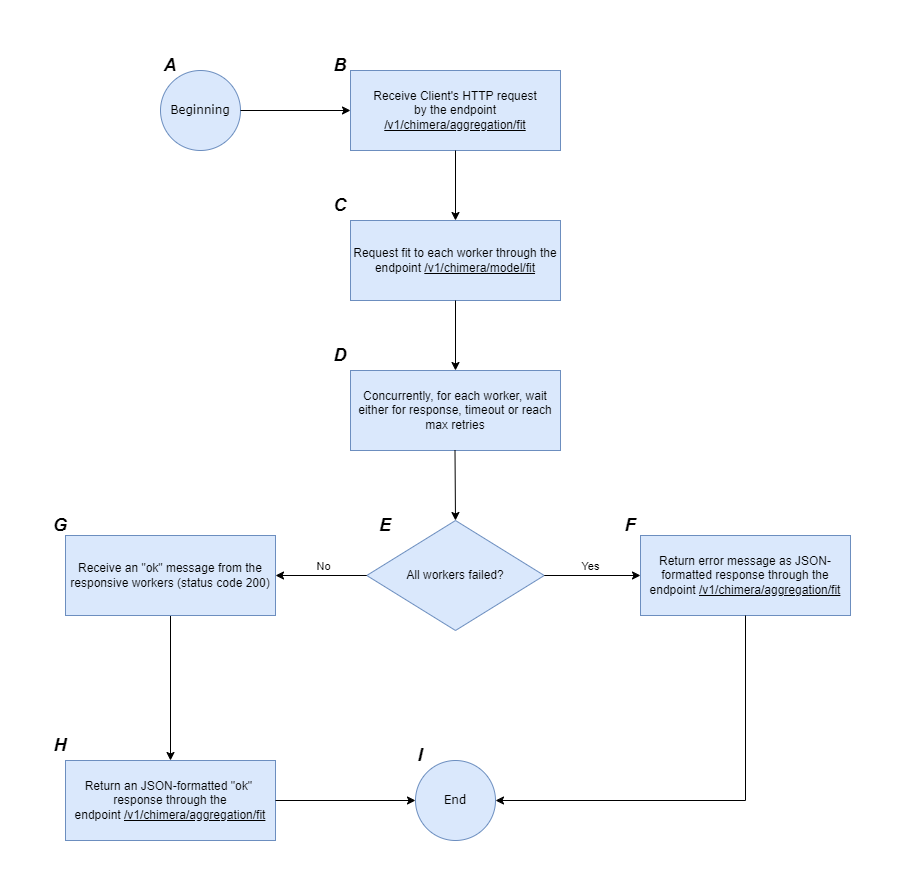 A
Beginning
B
Receive Client's HTTP request
by the endpoint
/v1/chimera/aggregation/fit
C
Request fit to each worker through the
endpoint /v1/chimera/model/fit
D
Concurrently, for each worker, wait
either for response, timeout or reach
max retries
E
All workers failed?
No
Yes
G
Receive an "ok" message from the
responsive workers (status code 200)
F
Return error message as JSON-
formatted response through the
endpoint /v1/chimera/aggregation/fit
H
Return an JSON-formatted "ok"
response through the
endpoint /v1/chimera/aggregation/fit
I
End